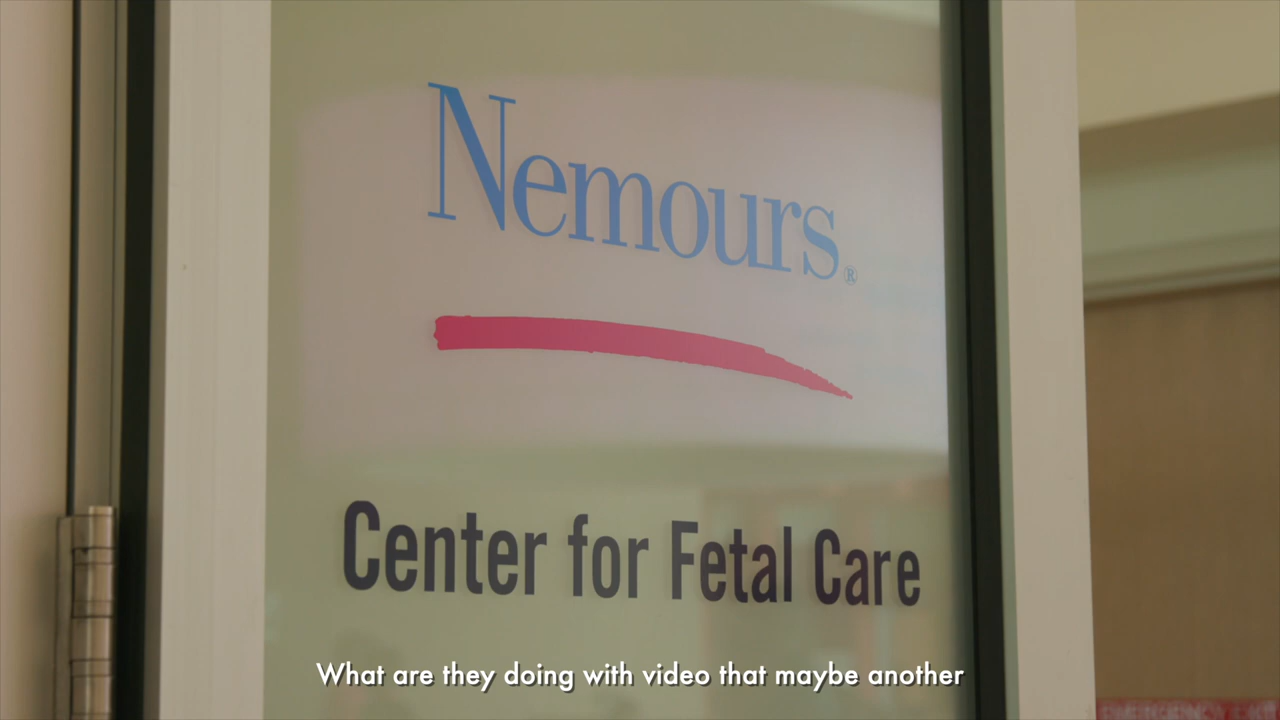 Nemours®
Center for Fetal Care
What are they doing with video that maybe another